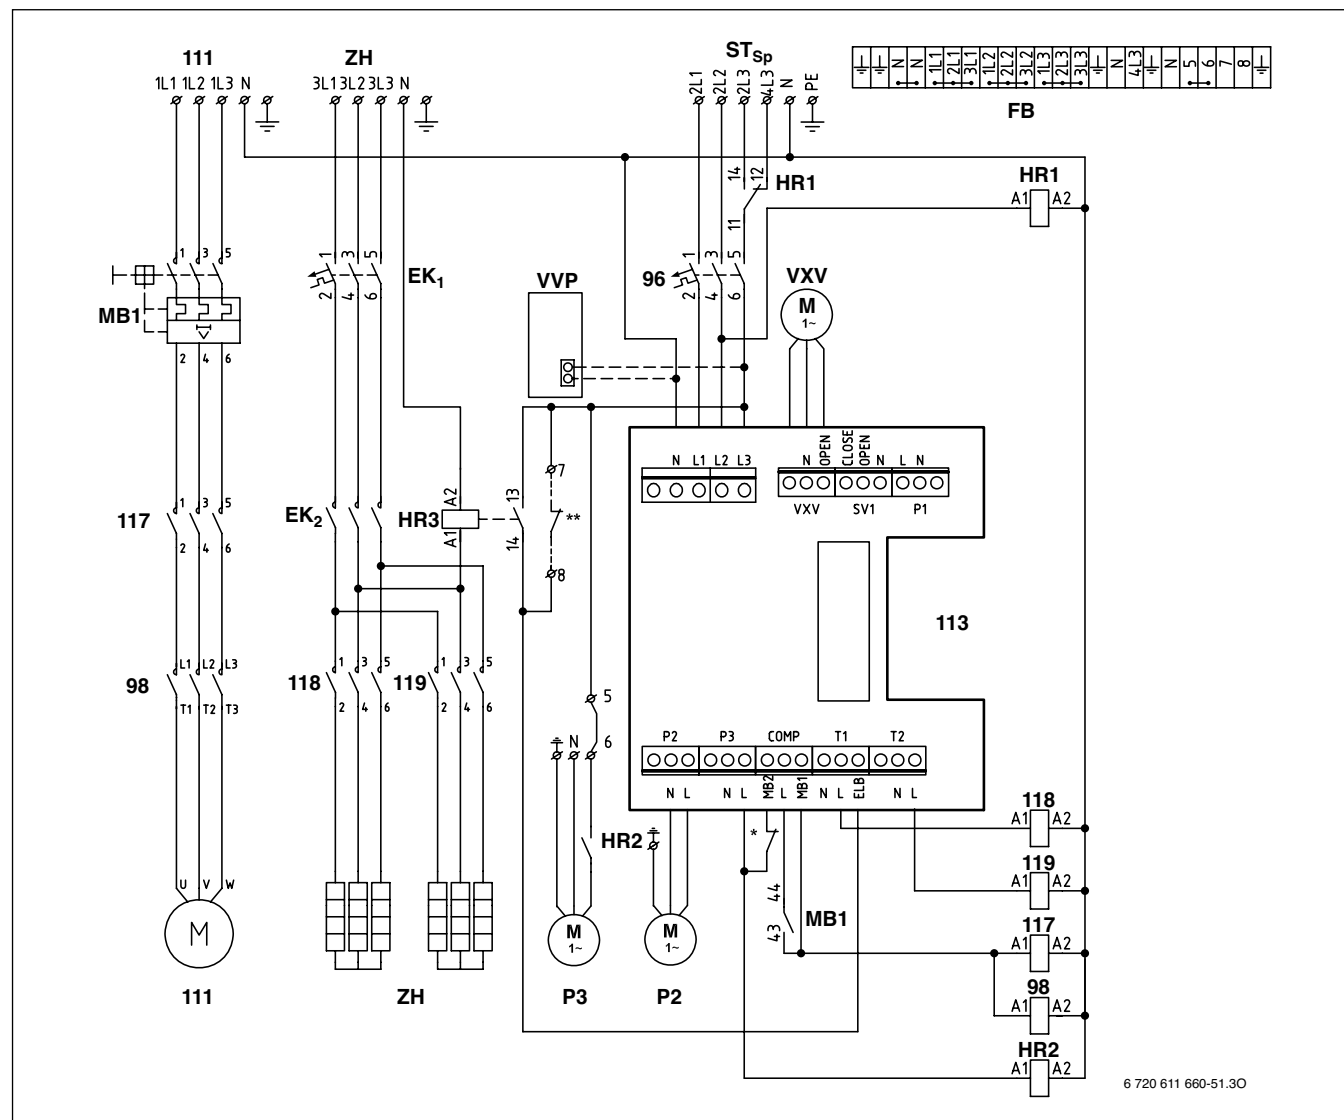 111 ZH ST_Sp
1L1 1L2 1L3 N 3L1 3L2 3L3 N 2L1 2L2 2L3 4L3 N PE
N N 1L1 2L1 3L1 1L2 2L2 3L2 1L3 2L3 3L3 N 4L3 N 5 6 7 8
FB
14 12 HR1
11
HR1
A1 A2
1 3 5 1 3 5 1 3 5
MB1 EK1 VVP 96 VXV
2 4 6 2 4 6 2 4 6
M
1~
2 4 6
N L1 L2 L3 N OPEN CLOSE OPEN N L N
VXV SV1 P1
7
1 3 5 A2 13
117 EK2 HR3 **
2 4 6 A1 14
8
113
L1 L2 L3 1 3 5 1 3 5
98 118 119
T1 T2 T3 2 4 6 2 4 6
5
N 6
P2 P3 COMP T1 T2
N L N L MB2 L MB1 N L ELB N L
118
A1 A2
HR2 *
119
A1 A2
44
MB1
43
117
A1 A2
U V W
M M M
1~ 1~
98
A1 A2
111 ZH P3 P2
HR2
A1 A2
6 720 611 660-51.3O